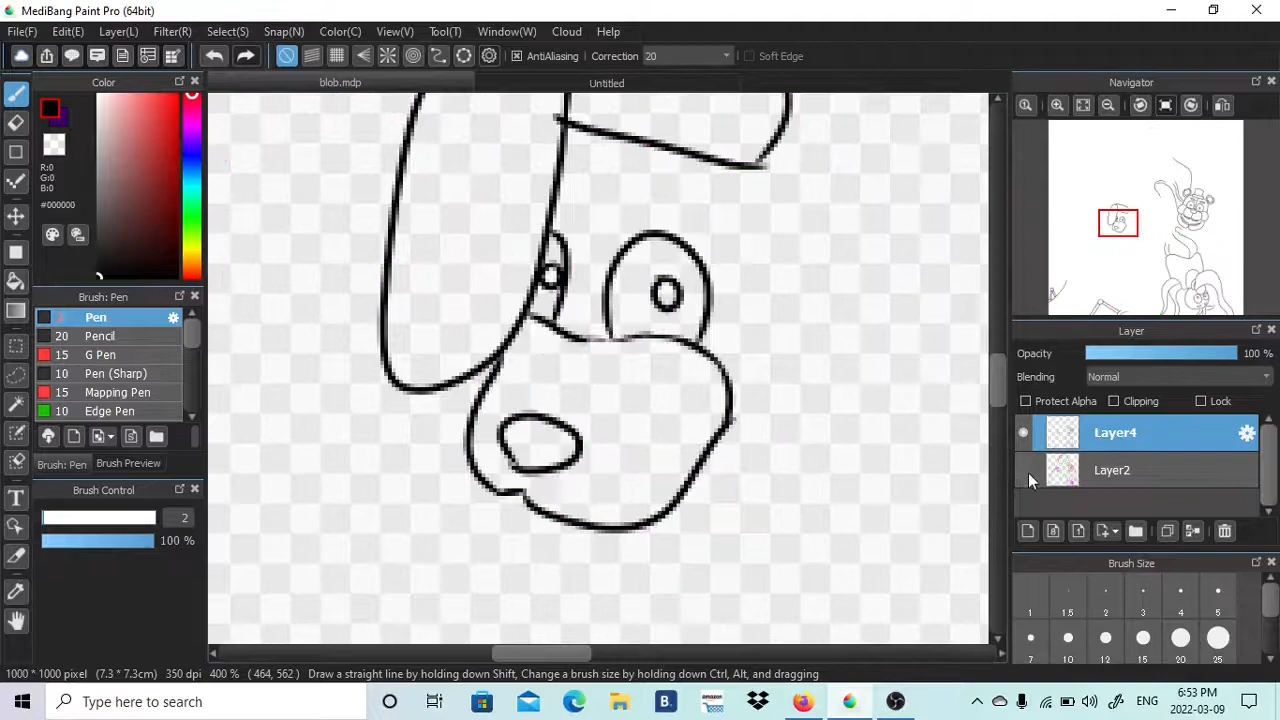 MediBang Paint Pro (64bit)
File(F) Edit(E) Layer(L) Filter(R) Select(S) Snap(N) Color(C) View(V) Tool(T) Window(W) Cloud Help
AntiAliasing Correction 20 Soft Edge
Color
blob.mdp Untitled
Navigator
R:0
G:0
B:0
#000000
Brush: Pen
Pen
20 Pencil
15 G Pen
10 Pen (Sharp)
15 Mapping Pen
10 Edge Pen
Brush: Pen Brush Preview
Brush Control
2
100 %
Layer
Opacity 100 %
Blending Normal
Protect Alpha Clipping Lock
Layer4
Layer2
Brush Size
1 1.5 2 3 4 5
7 10 12 15 20 25
1000 * 1000 pixel (7.3 * 7.3cm) 350 dpi 400 % ( 464, 562 ) Draw a straight line by holding down Shift, Change a brush size by holding down Ctrl, Alt, and dragging
Type here to search
B.
amazon
6:53 PM
2022-03-09